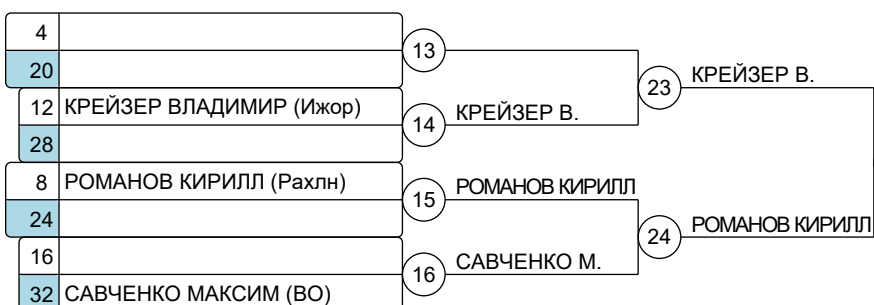 4
20
13
12 КРЕЙЗЕР ВЛАДИМИР (Ижор)
28
14
КРЕЙЗЕР В.
23
КРЕЙЗЕР В.
8 РОМАНОВ КИРИЛЛ (Рахлн)
24
15
РОМАНОВ КИРИЛЛ
16
32 САВЧЕНКО МАКСИМ (ВО)
16
САВЧЕНКО М.
24
РОМАНОВ КИРИЛЛ